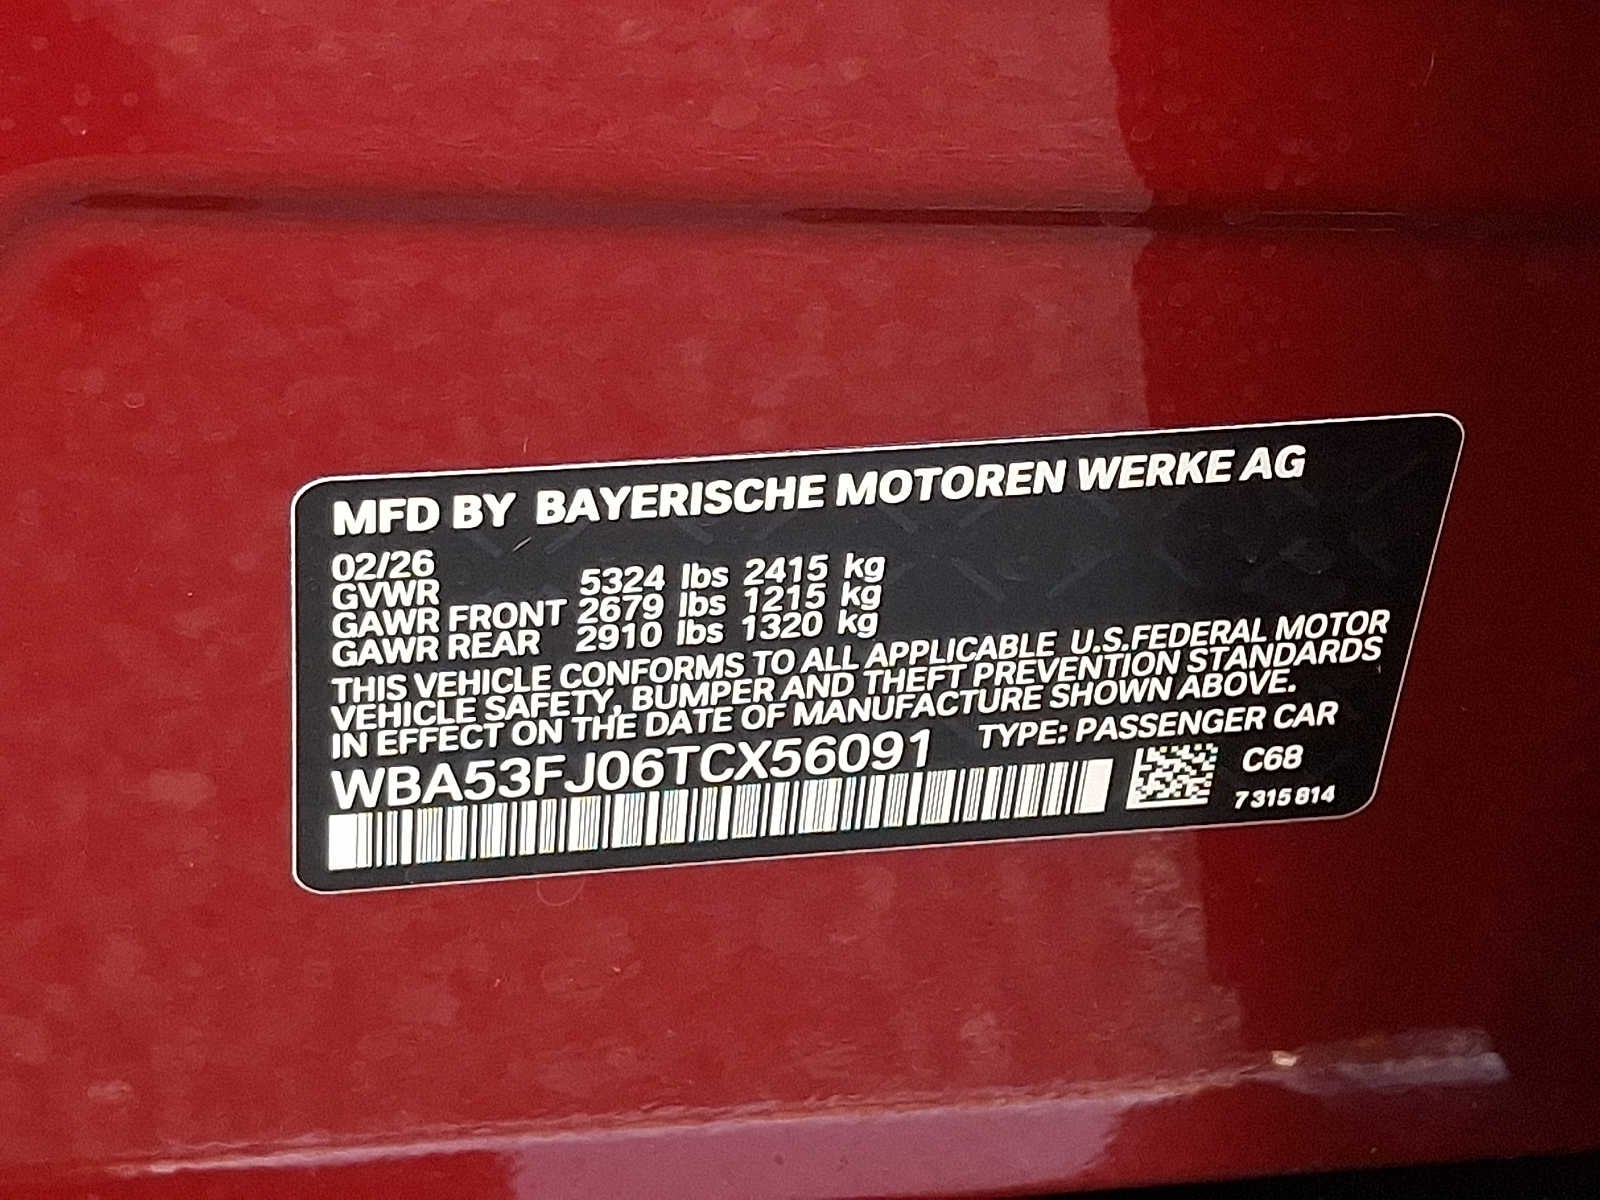 MFD BY BAYERISCHE MOTOREN WERKE AG
02/26
GVWR 5324 lbs 2415 kg
GAWR FRONT 2679 lbs 1215 kg
GAWR REAR 2910 lbs 1320 kg
THIS VEHICLE CONFORMS TO ALL APPLICABLE U.S.FEDERAL MOTOR
VEHICLE SAFETY, BUMPER AND THEFT PREVENTION STANDARDS
IN EFFECT ON THE DATE OF MANUFACTURE SHOWN ABOVE.
WBA53FJ06TCX56091 TYPE: PASSENGER CAR
C68
7 315 814